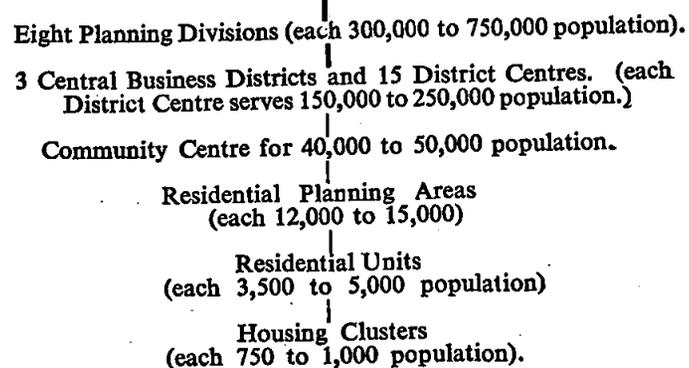 Eight Planning Divisions (each 300,000 to 750,000 population).
3 Central Business Districts and 15 District Centres. (each
District Centre serves 150,000 to 250,000 population.)
Community Centre for 40,000 to 50,000 population.
Residential Planning Areas
(each 12,000 to 15,000)
Residential Units
(each 3,500 to 5,000 population)
Housing Clusters
(each 750 to 1,000 population).